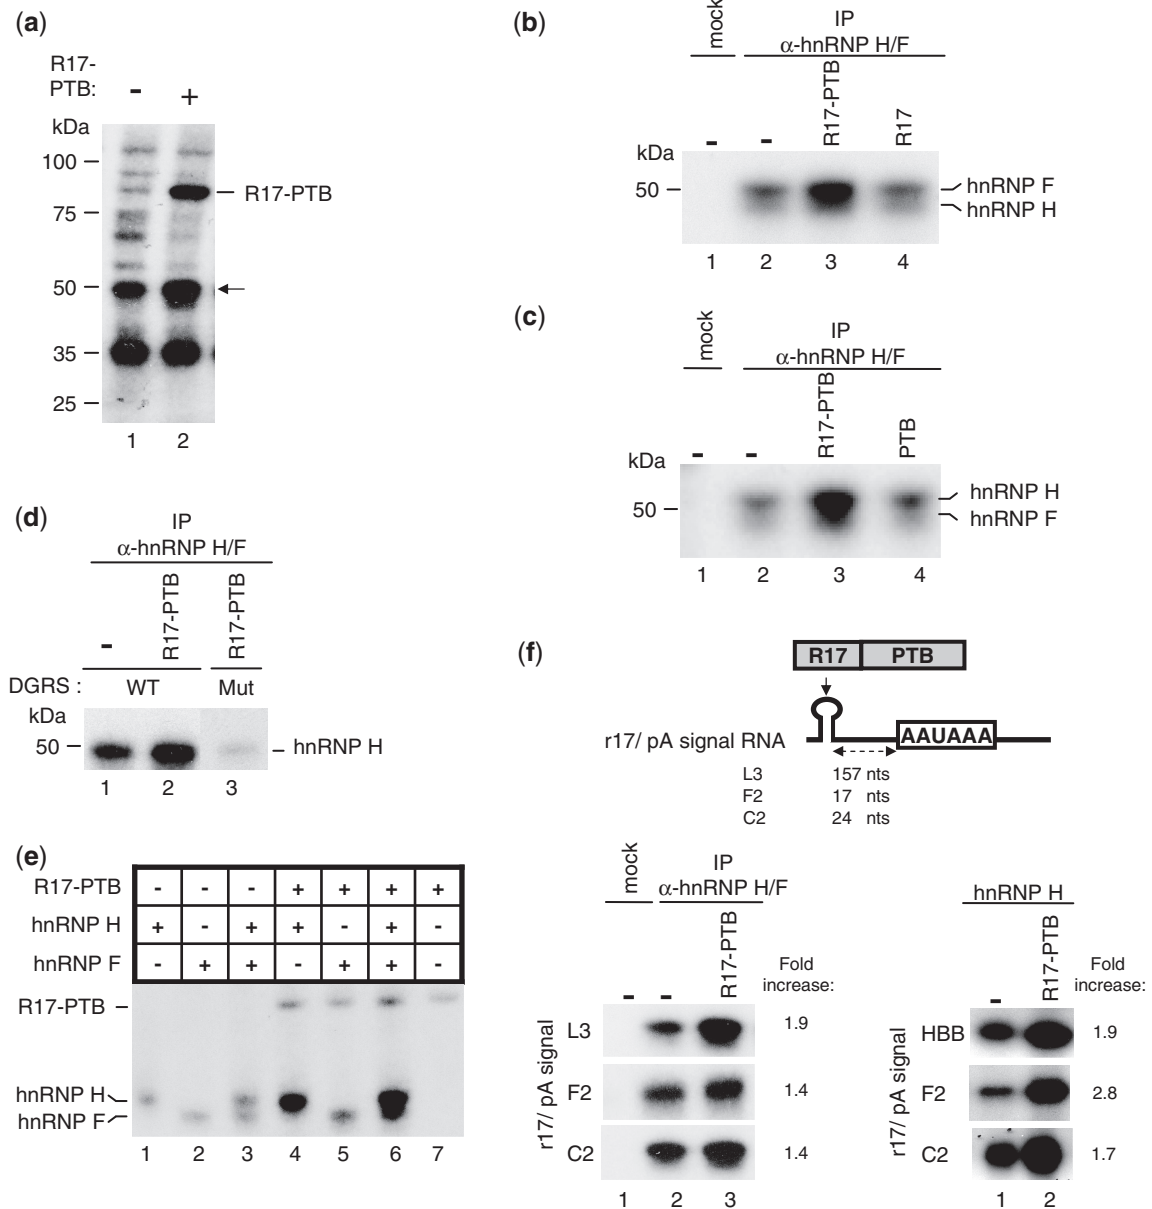 (a)
R17-
PTB:
- +
kDa
100
75
50
35
25
R17-PTB
1 2
(b)
mock
IP
α-hnRNP H/F
- - R17-PTB R17
kDa
50
hnRNP F
hnRNP H
1 2 3 4
(c)
mock
IP
α-hnRNP H/F
- - R17-PTB PTB
kDa
50
hnRNP H
hnRNP F
1 2 3 4
(d)
IP
α-hnRNP H/F
- R17-PTB R17-PTB
DGRS : WT Mut
kDa
50
hnRNP H
1 2 3
(e)
R17-PTB - - - + + + +
hnRNP H + - + + - + -
hnRNP F - + + - + + -
R17-PTB
hnRNP H
hnRNP F
1 2 3 4 5 6 7
(f)
R17 PTB
r17/ pA signal RNA AAUAAA
L3 157 nts
F2 17 nts
C2 24 nts
mock
IP
α-hnRNP H/F
- - R17-PTB
Fold
increase:
r17/ pA signal
L3 1.9
F2 1.4
C2 1.4
1 2 3
hnRNP H
- R17-PTB
Fold
increase:
r17/ pA signal
HBB 1.9
F2 2.8
C2 1.7
1 2